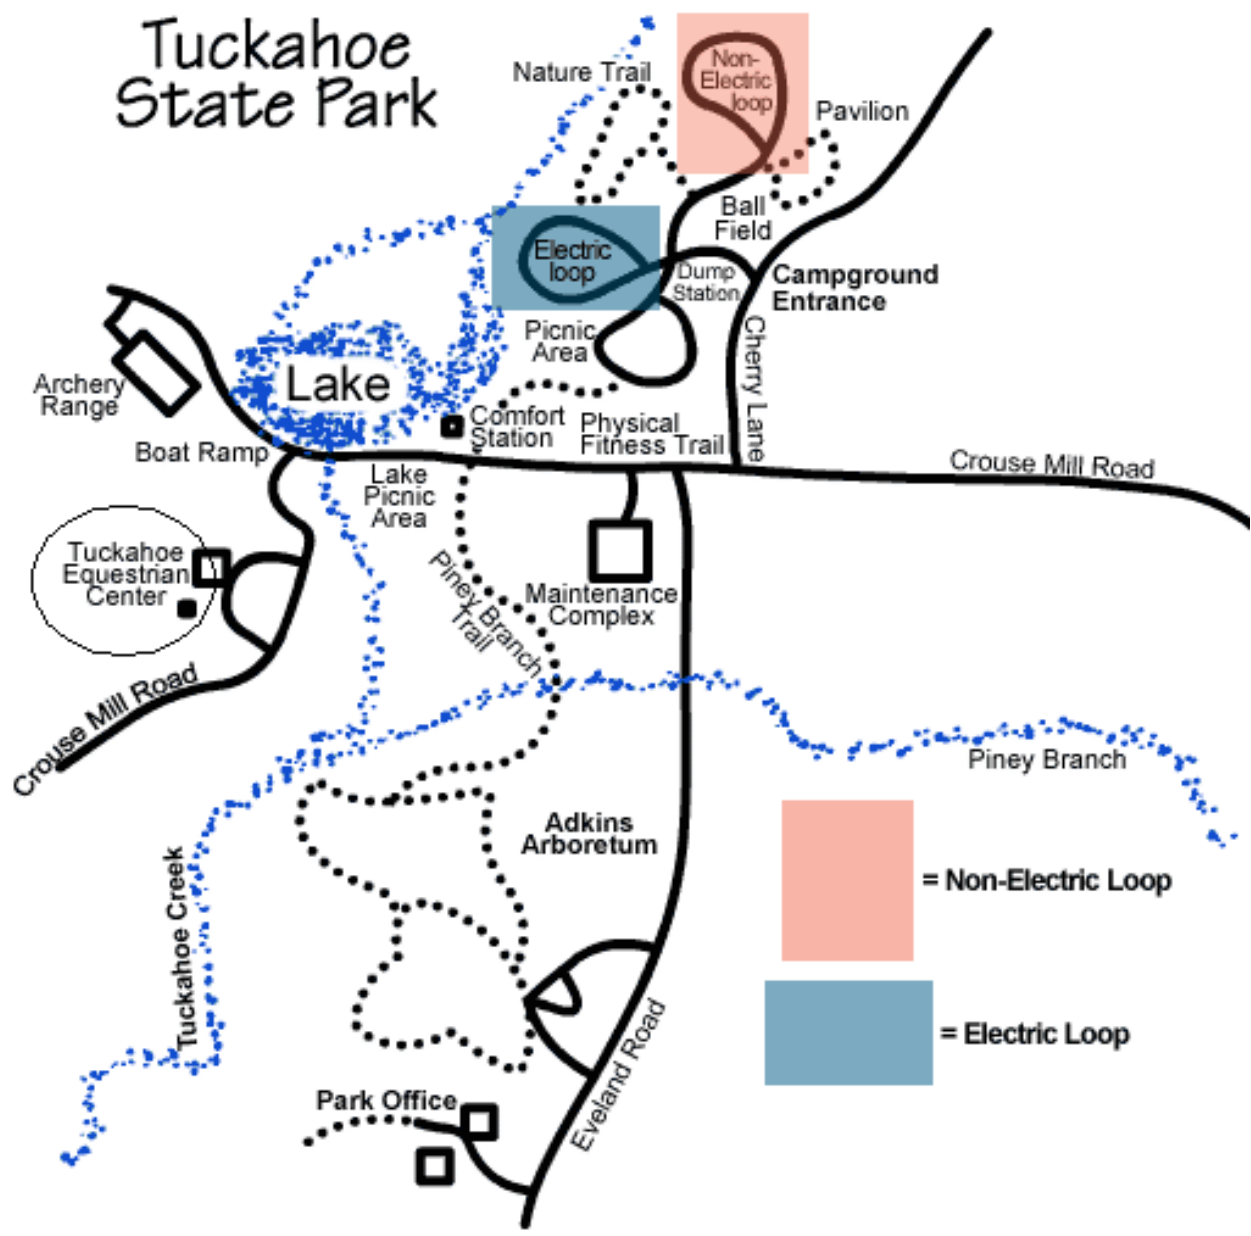 Tuckahoe
State Park
Nature Trail
Non-
Electric
loop
Pavilion
Ball
Field
Electric
loop
Dump
Station
Campground
Entrance
Picnic
Area
Cherry Lane
Lake
Archery
Range
Comfort
Station
Physical
Fitness Trail
Boat Ramp
Lake
Picnic
Area
Crouse Mill Road
Tuckahoe
Equestrian
Center
Piney Branch
Trail
Maintenance
Complex
Crouse Mill Road
Piney Branch
Adkins
Arboretum
= Non-Electric Loop
Tuckahoe Creek
= Electric Loop
Eveland Road
Park Office